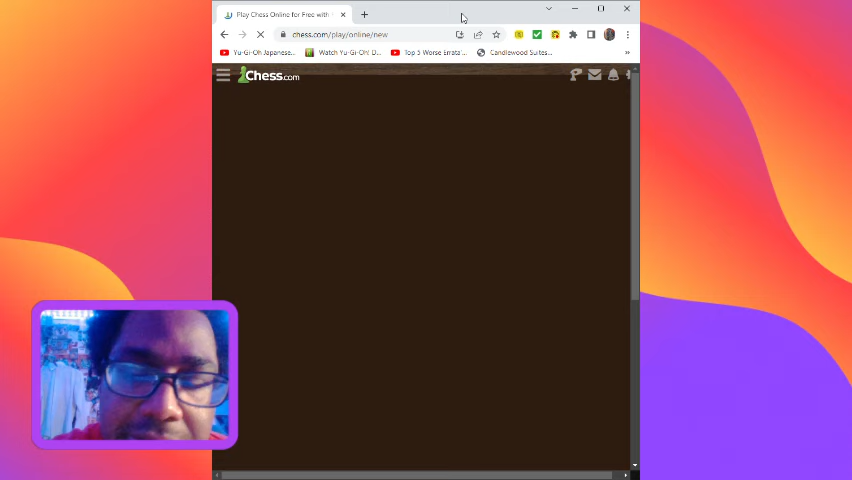 Play Chess Online for Free with
chess.com/play/online/new
Yu-Gi-Oh Japanese...
Watch Yu-Gi-Oh! D...
Top 5 Worse Errata'...
Candlewood Suites...
Chess.com